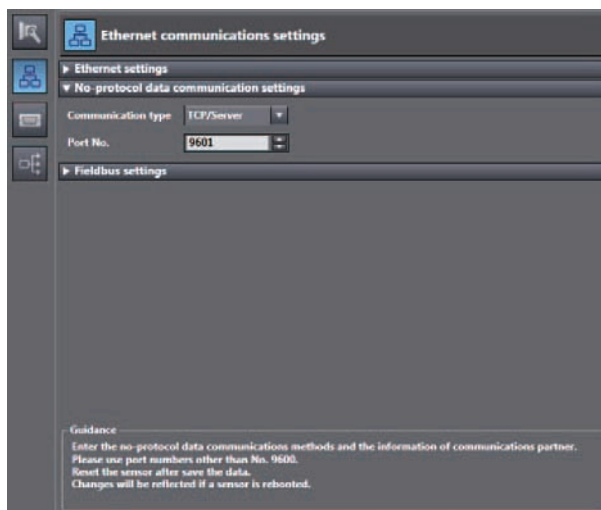 Ethernet communications settings
▶ Ethernet settings
▼ No-protocol data communication settings
Communication type TCP/Server
Port No. 9601
▶ Fieldbus settings
Guidance
Enter the no-protocol data communications methods and the information of communications partner.
Please use port numbers other than No. 9600.
Reset the sensor after save the data.
Changes will be reflected if a sensor is rebooted.